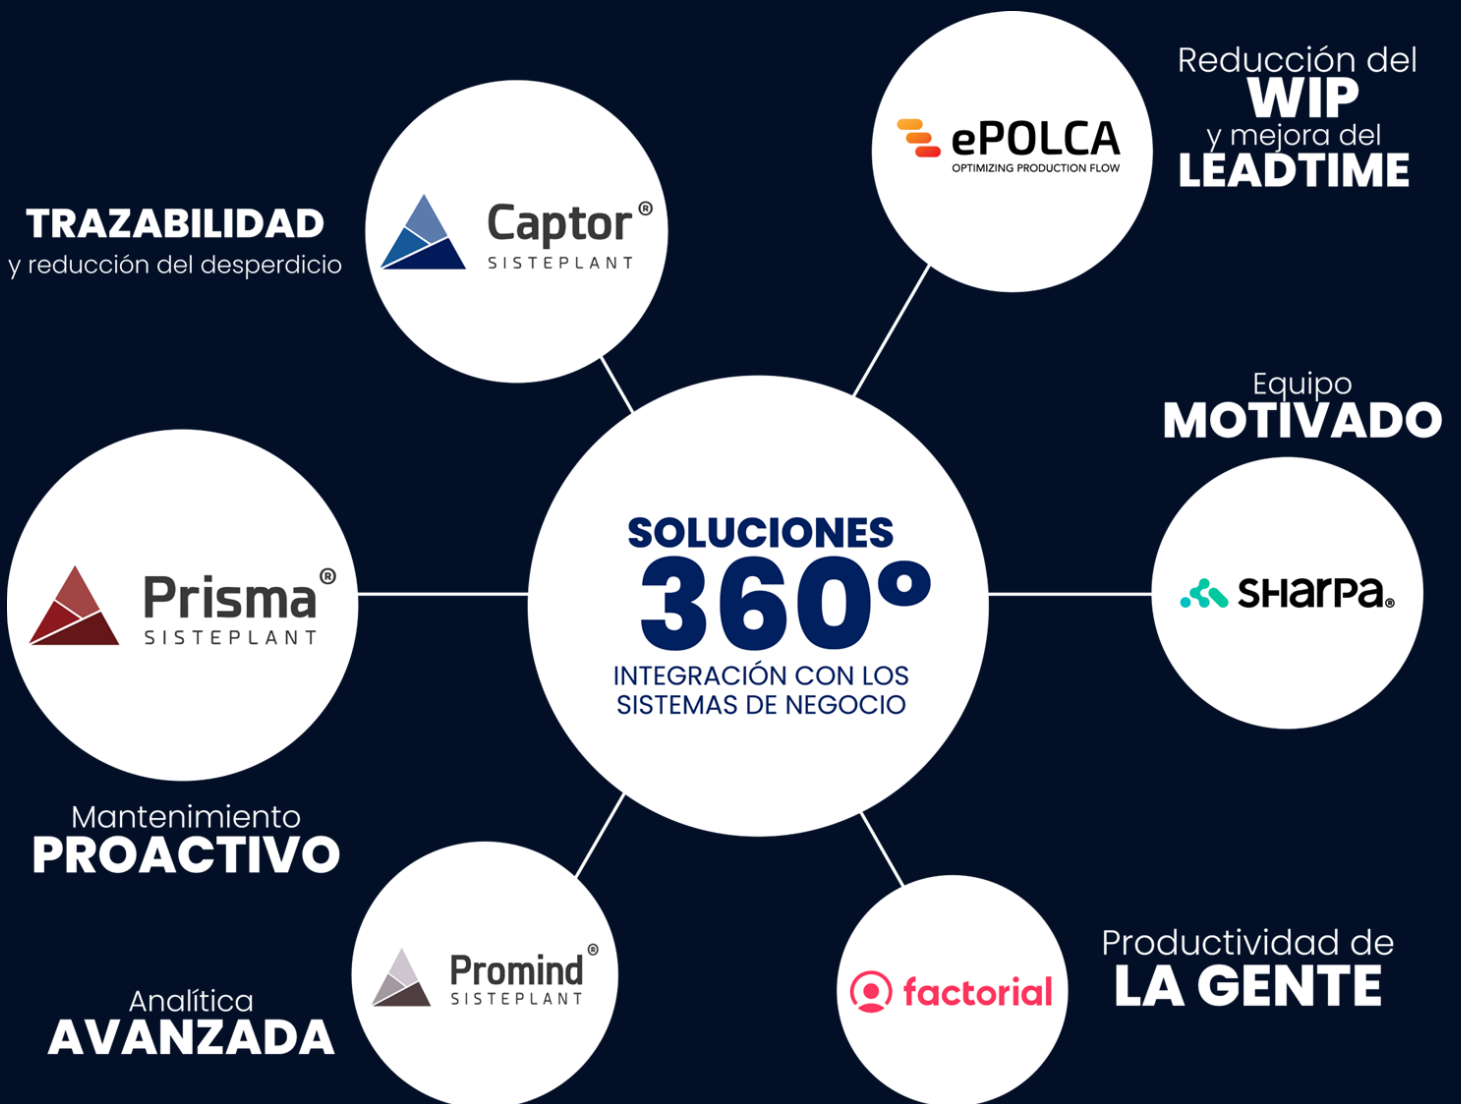 Reducción del
WIP
y mejora del
LEADTIME
ePOLCA
OPTIMIZING PRODUCTION FLOW
TRAZABILIDAD
y reducción del desperdicio
Captor®
SISTEPLANT
Equipo
MOTIVADO
SHarPa®
Prisma®
SISTEPLANT
SOLUCIONES
360º
INTEGRACIÓN CON LOS
SISTEMAS DE NEGOCIO
Mantenimiento
PROACTIVO
Promind®
SISTEPLANT
Analítica
AVANZADA
factorial
Productividad de
LA GENTE